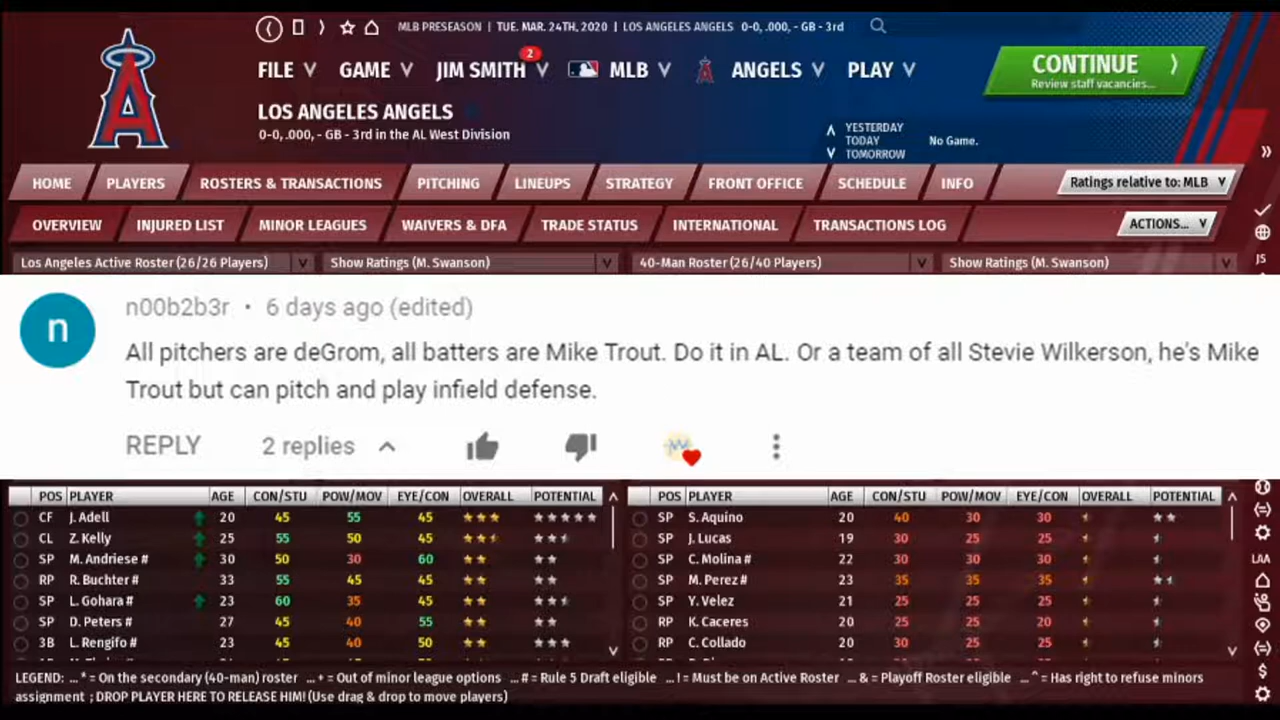 MLB PRESEASON | TUE. MAR. 24TH, 2020 | LOS ANGELES ANGELS 0-0, .000, - GB - 3rd
FILE GAME JIM SMITH 2 MLB ANGELS PLAY
CONTINUE
Review staff vacancies...
LOS ANGELES ANGELS
0-0, .000, - GB - 3rd in the AL West Division
YESTERDAY
TODAY No Game.
TOMORROW
HOME PLAYERS ROSTERS & TRANSACTIONS PITCHING LINEUPS STRATEGY FRONT OFFICE SCHEDULE INFO Ratings relative to: MLB
OVERVIEW INJURED LIST MINOR LEAGUES WAIVERS & DFA TRADE STATUS INTERNATIONAL TRANSACTIONS LOG ACTIONS...
Los Angeles Active Roster (26/26 Players) Show Ratings (M. Swanson) 40-Man Roster (26/40 Players) Show Ratings (M. Swanson) JS
n n00b2b3r • 6 days ago (edited)
All pitchers are deGrom, all batters are Mike Trout. Do it in AL. Or a team of all Stevie Wilkerson, he's Mike
Trout but can pitch and play infield defense.
REPLY 2 replies
POS PLAYER AGE CON/STU POW/MOV EYE/CON OVERALL POTENTIAL POS PLAYER AGE CON/STU POW/MOV EYE/CON OVERALL POTENTIAL
CF J. Adell 20 45 55 45 SP S. Aquino 20 40 30 30
CL Z. Kelly 25 55 50 45 SP J. Lucas 19 30 25 25
SP M. Andriese # 30 50 30 60 SP C. Molina # 22 30 30 30 LAA
RP R. Buchter # 33 55 45 45 SP M. Perez # 23 35 35 35
SP L. Gohara # 23 60 35 45 SP Y. Velez 21 25 25 25
SP D. Peters # 27 45 40 55 RP K. Caceres 20 25 25 20
3B L. Rengifo # 23 45 40 50 RP C. Collado 20 30 25 25
LEGEND: ... * = On the secondary (40-man) roster ... + = Out of minor league options ... # = Rule 5 Draft eligible ... ! = Must be on Active Roster ... & = Playoff Roster eligible ... ^ = Has right to refuse minors
assignment ; DROP PLAYER HERE TO RELEASE HIM! (Use drag & drop to move players)